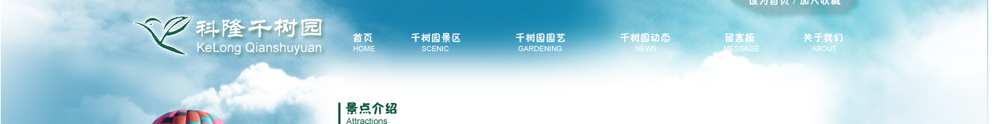 设为首页 / 加入收藏
科隆千树园
KeLong Qianshuyuan
首页 千树园景区 千树园园艺 千树园动态 留言板 关于我们
HOME SCENIC GARDENING NEWS MESSAGE ABOUT
景点介绍
Attractions